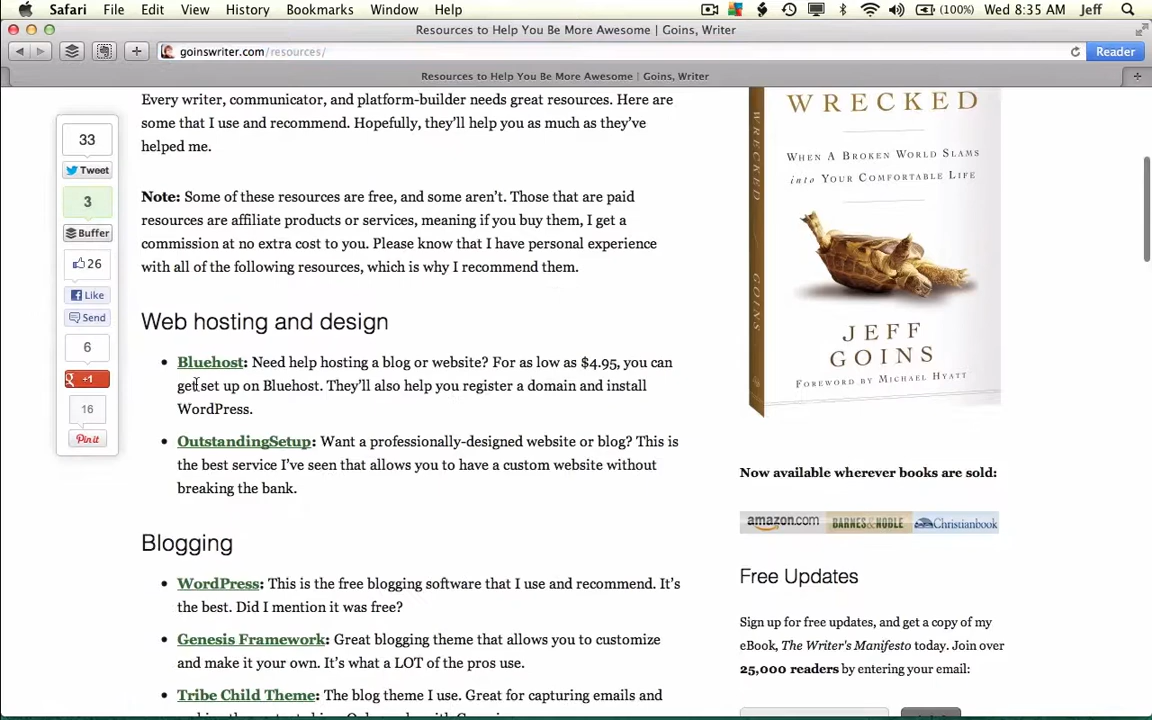 Safari File Edit View History Bookmarks Window Help (100%) Wed 8:35 AM Jeff
Resources to Help You Be More Awesome | Goins, Writer
goinswriter.com/resources/ Reader
Resources to Help You Be More Awesome | Goins, Writer
33
Tweet
3
Buffer
26
Like
Send
6
+1
16
Pin it
Every writer, communicator, and platform-builder needs great resources. Here are
some that I use and recommend. Hopefully, they'll help you as much as they've
helped me.
Note: Some of these resources are free, and some aren't. Those that are paid
resources are affiliate products or services, meaning if you buy them, I get a
commission at no extra cost to you. Please know that I have personal experience
with all of the following resources, which is why I recommend them.
Web hosting and design
• Bluehost: Need help hosting a blog or website? For as low as $4.95, you can
get set up on Bluehost. They'll also help you register a domain and install
WordPress.
• OutstandingSetup: Want a professionally-designed website or blog? This is
the best service I've seen that allows you to have a custom website without
breaking the bank.
Blogging
• WordPress: This is the free blogging software that I use and recommend. It's
the best. Did I mention it was free?
• Genesis Framework: Great blogging theme that allows you to customize
and make it your own. It's what a LOT of the pros use.
• Tribe Child Theme: The blog theme I use. Great for capturing emails and
WRECKED
GOINS
WRECKED
WHEN A BROKEN WORLD SLAMS
into YOUR COMFORTABLE LIFE
JEFF
GOINS
FOREWORD BY MICHAEL HYATT
Now available wherever books are sold:
amazon.com BARNES&NOBLE Christianbook
Free Updates
Sign up for free updates, and get a copy of my
eBook, The Writer's Manifesto today. Join over
25,000 readers by entering your email: